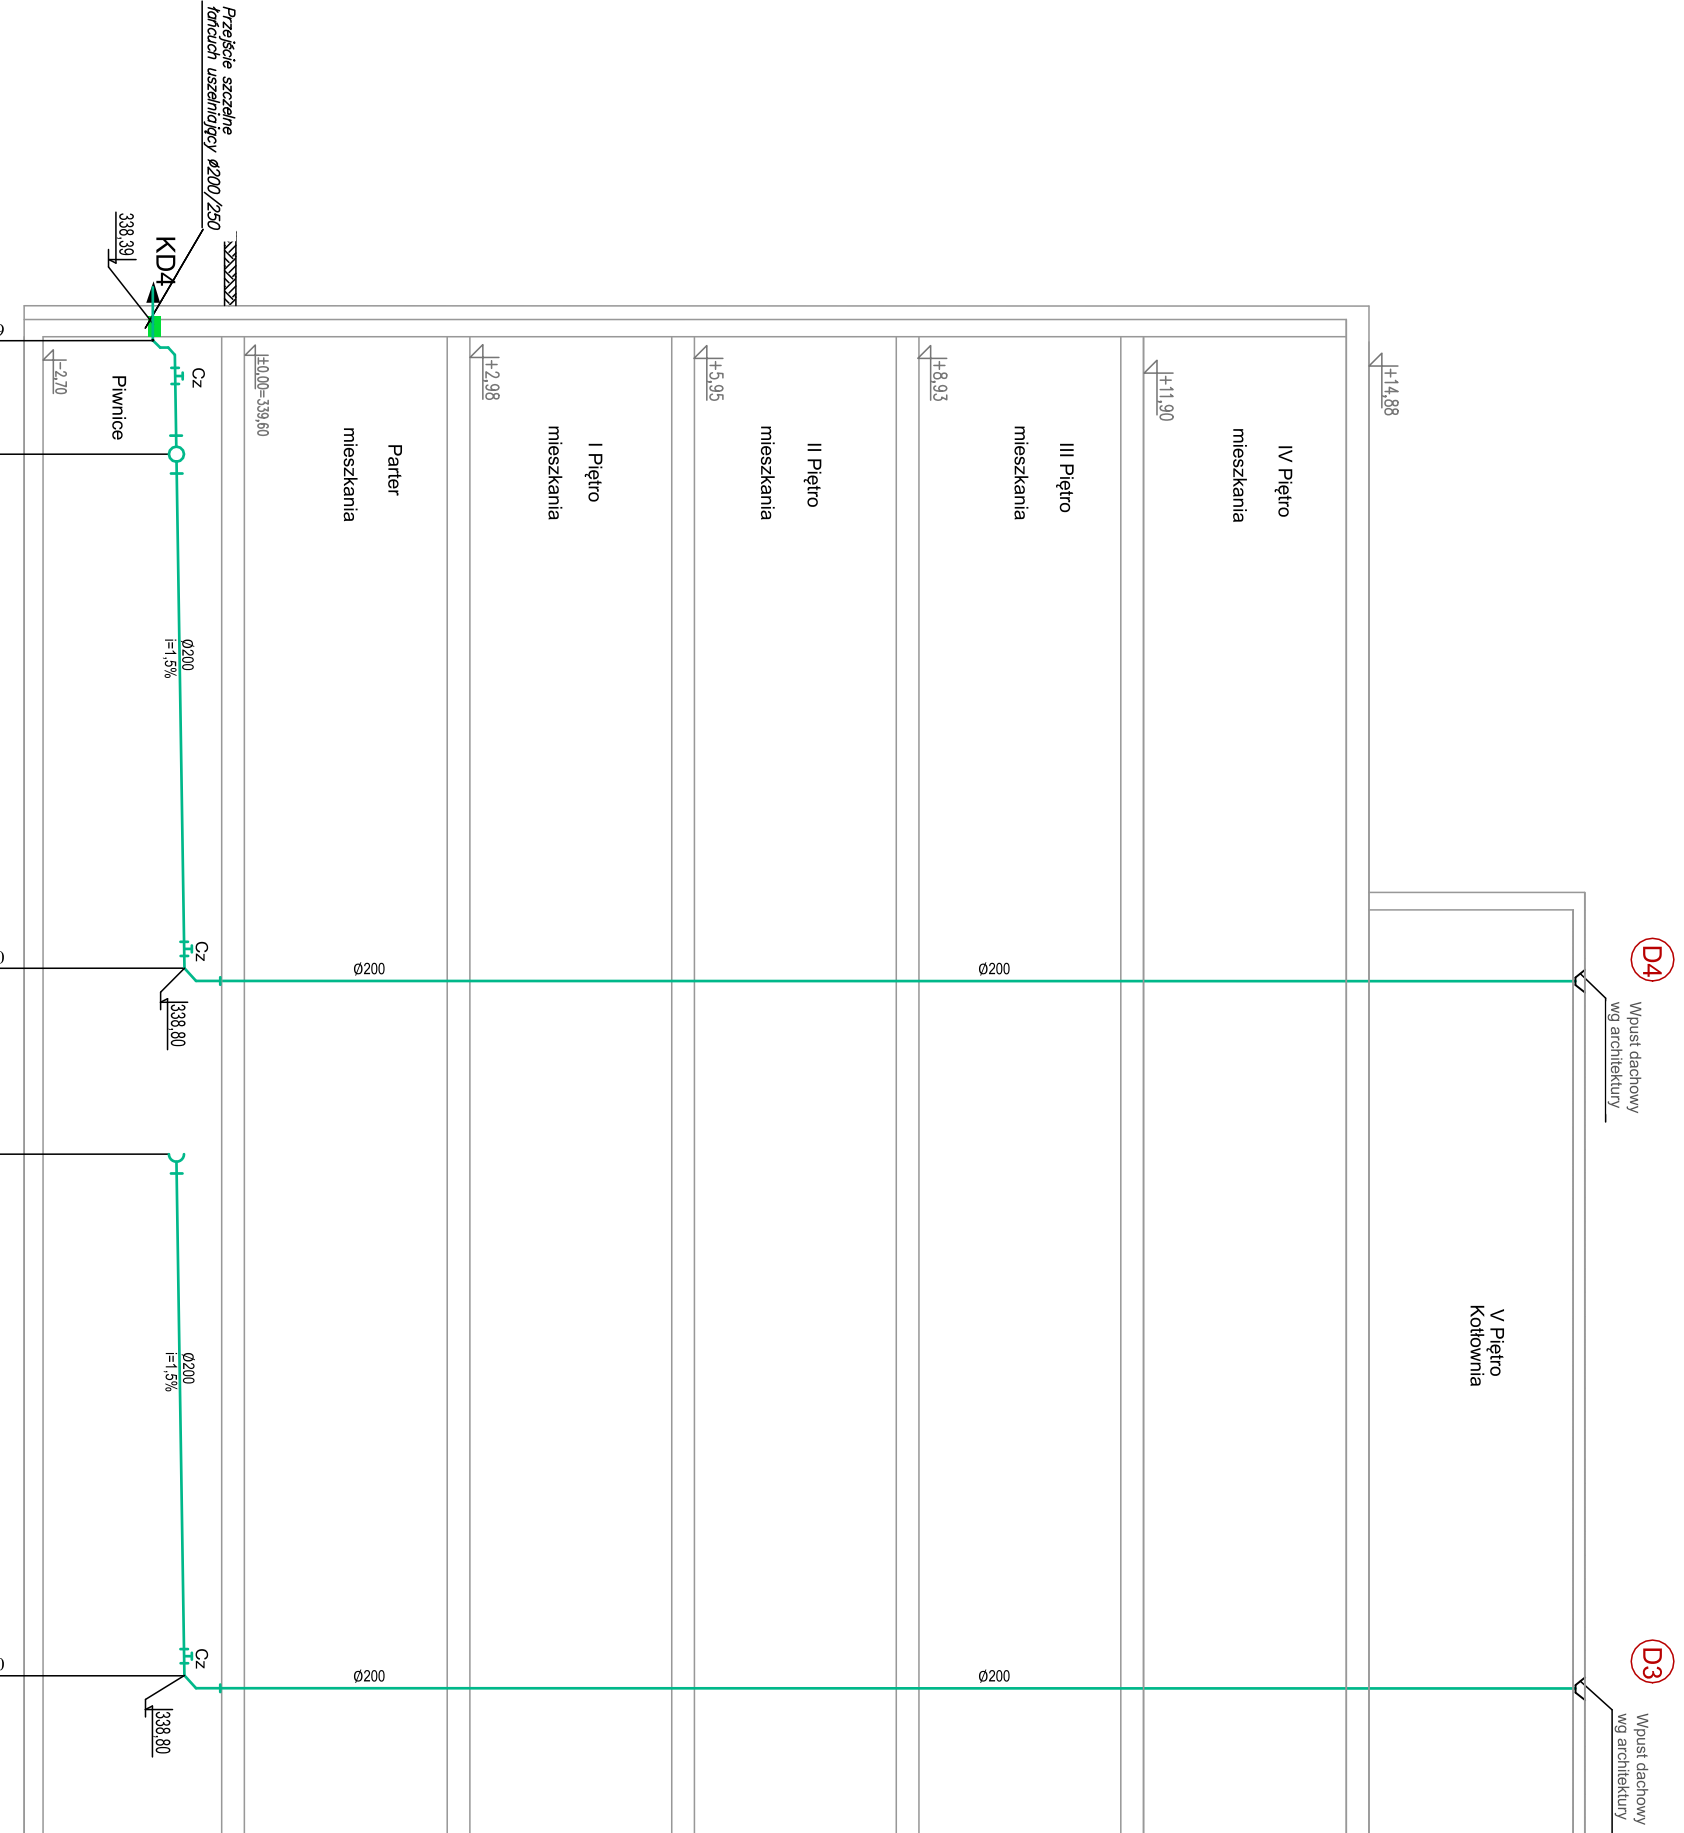 D4
Wpust dachowy
wg architektury
D3
Wpust dachowy
wg architektury
V Piętro
Kotłownia
+14,88
IV Piętro
mieszkania
+11,90
III Piętro
mieszkania
Ø200
Ø200
+8,93
II Piętro
mieszkania
+5,95
I Piętro
mieszkania
+2,98
Parter
mieszkania
Ø200
Ø200
±0,00=339,60
Przejście szczelne
łańcuch uszelniający ø200/250
KD4
338,39
Cz
Piwnice
-2,70
Ø200
i=1,5%
Cz
338,80
Ø200
i=1,5%
Cz
338,80